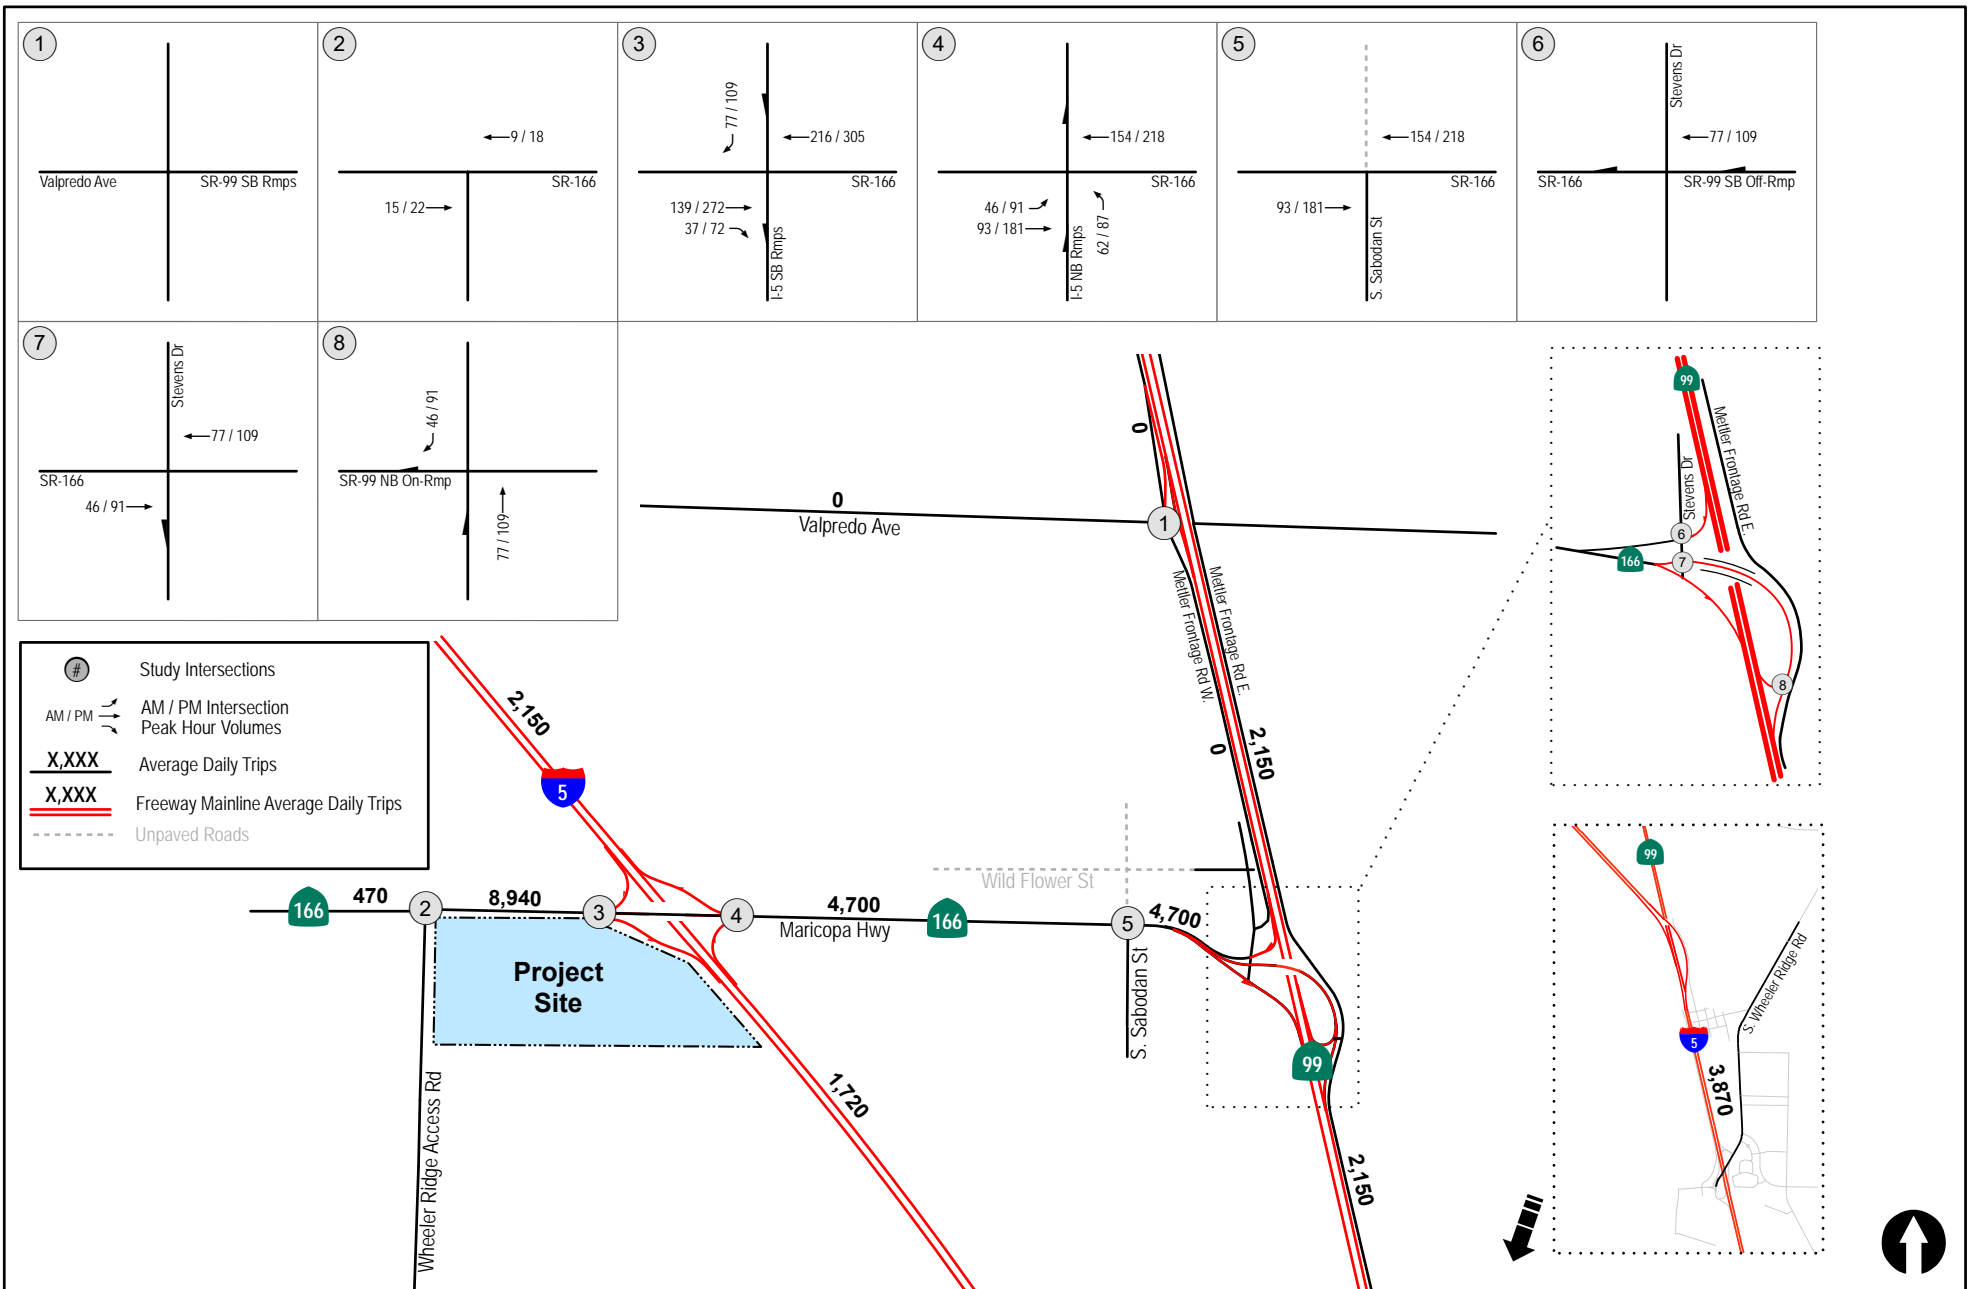 1
Valpredo Ave
SR-99 SB Rmps
2
9 / 18
SR-166
15 / 22
3
77 / 109
216 / 305
SR-166
139 / 272
37 / 72
I-5 SB Rmps
4
154 / 218
SR-166
46 / 91
93 / 181
62 / 87
I-5 NB Rmps
5
154 / 218
SR-166
93 / 181
S. Sabodan St
6
Stevens Dr
77 / 109
SR-166
SR-99 SB Off-Rmp
7
Stevens Dr
77 / 109
SR-166
46 / 91
8
46 / 91
SR-99 NB On-Rmp
77 / 109
#
Study Intersections
AM / PM
AM / PM Intersection
Peak Hour Volumes
X,XXX
Average Daily Trips
X,XXX
Freeway Mainline Average Daily Trips
Unpaved Roads
0
0
Valpredo Ave
1
Mettler Frontage Rd W.
Mettler Frontage Rd E.
0
2,150
2,150
5
166
470
2
8,940
3
4
4,700
Maricopa Hwy
166
Wild Flower St
5
4,700
S. Sabodan St
Project
Site
Wheeler Ridge Access Rd
1,720
99
2,150
99
Mettler Frontage Rd E.
Stevens Dr
6
166
7
8
99
S. Wheeler Ridge Rd
5
3,870